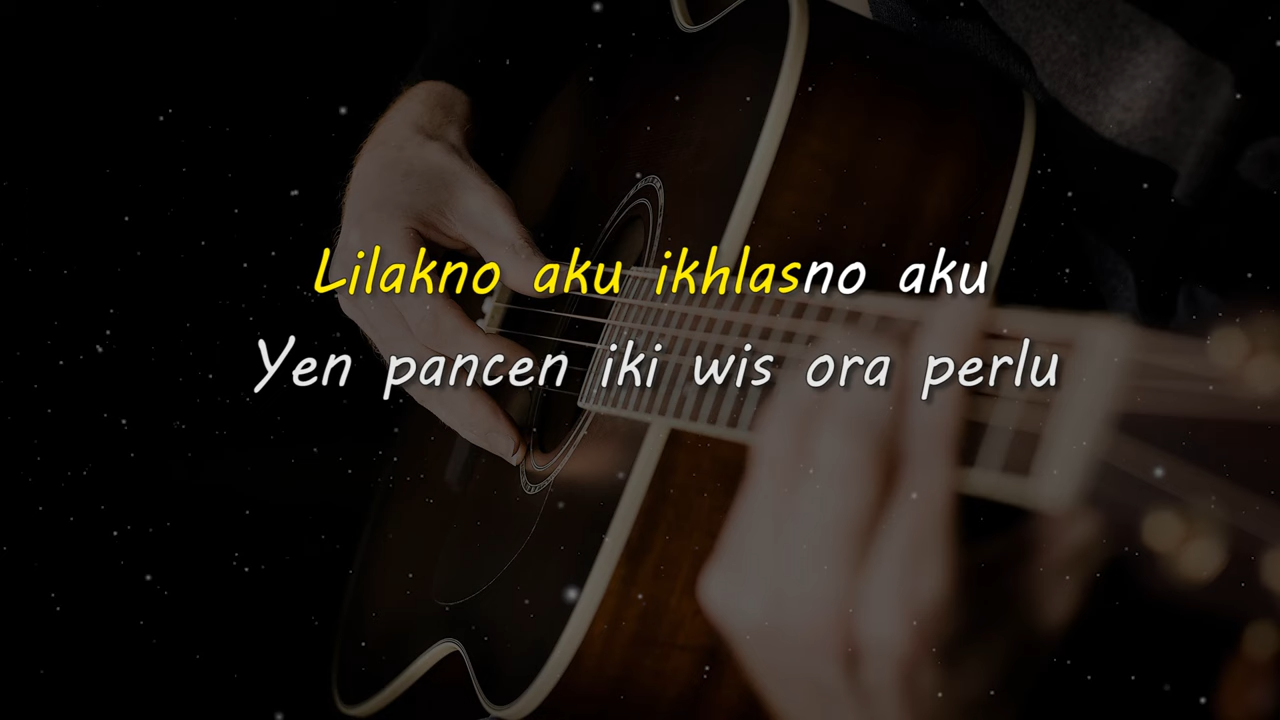 Lilakno aku ikhlasno aku
Yen pancen iki wis ora perlu